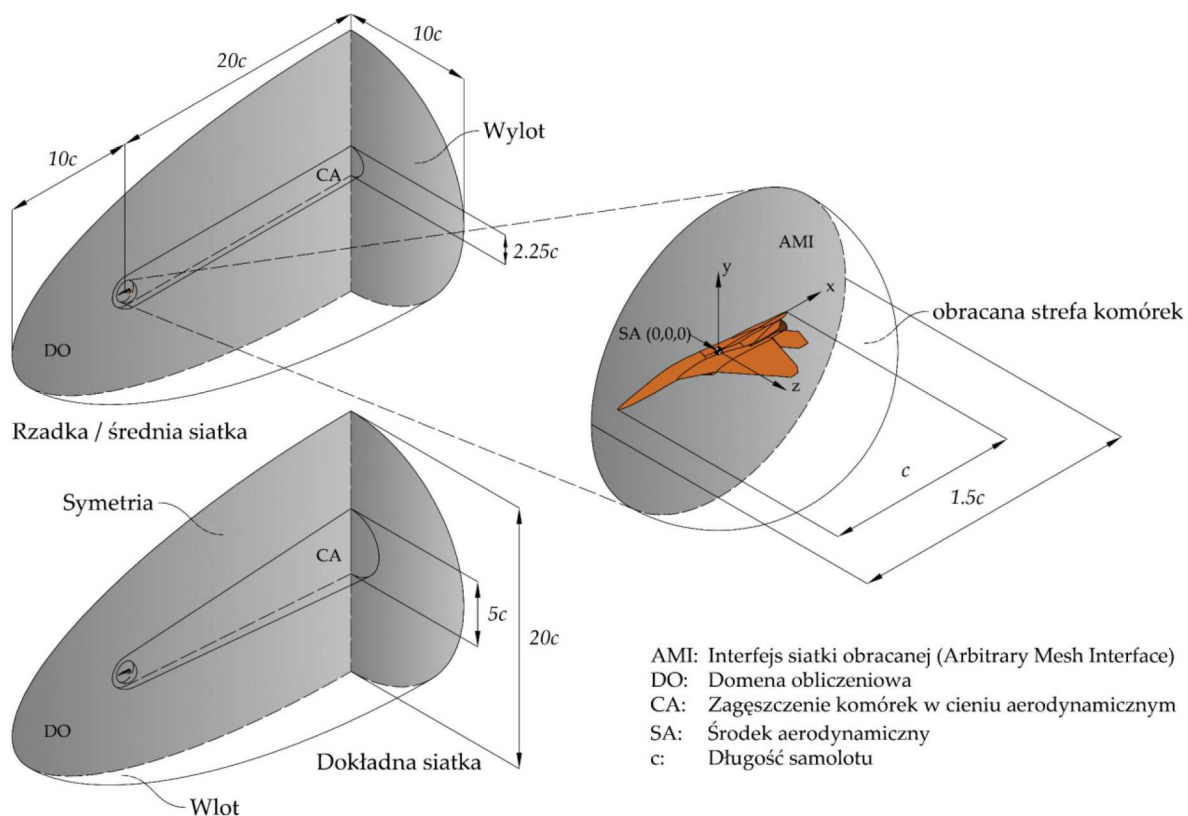 10c
20c
10c
Wylot
CA
2.25c
DO
Rzadka / średnia siatka
AMI
y
x
SA (0,0,0)
z
obracana strefa komórek
c
1.5c
Symetria
CA
5c
20c
DO
Dokładna siatka
Wlot
AMI: Interfejs siatki obracanej (Arbitrary Mesh Interface)
DO: Domena obliczeniowa
CA: Zagęszczenie komórek w cieniu aerodynamicznym
SA: Środek aerodynamiczny
c: Długość samolotu